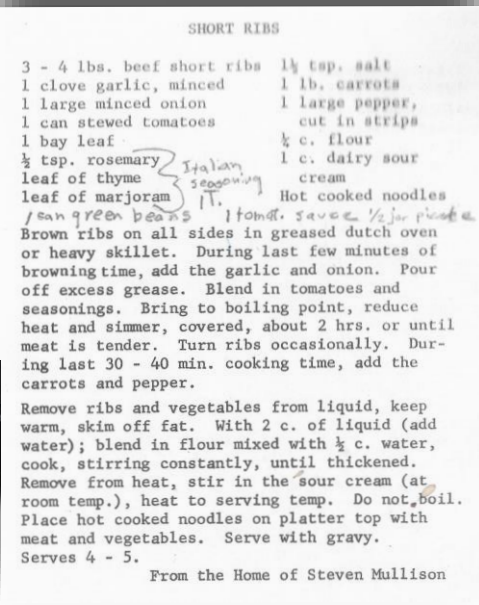 SHORT RIBS
3 - 4 lbs. beef short ribs
1 clove garlic, minced
1 large minced onion
1 can stewed tomatoes
1 bay leaf
½ tsp. rosemary
leaf of thyme
leaf of marjoram
Italian
seasoning
1T.
1½ tsp. salt
1 lb. carrots
1 large pepper,
cut in strips
¼ c. flour
1 c. dairy sour
cream
Hot cooked noodles
1 can green beans 1 tomat. sauce ½ jar
Brown ribs on all sides in greased dutch oven
or heavy skillet. During last few minutes of
browning time, add the garlic and onion. Pour
off excess grease. Blend in tomatoes and
seasonings. Bring to boiling point, reduce
heat and simmer, covered, about 2 hrs. or until
meat is tender. Turn ribs occasionally. Dur-
ing last 30 - 40 min. cooking time, add the
carrots and pepper.
Remove ribs and vegetables from liquid, keep
warm, skim off fat. With 2 c. of liquid (add
water); blend in flour mixed with ½ c. water,
cook, stirring constantly, until thickened.
Remove from heat, stir in the sour cream (at
room temp.), heat to serving temp. Do not boil.
Place hot cooked noodles on platter top with
meat and vegetables. Serve with gravy.
Serves 4 - 5.
From the Home of Steven Mullison